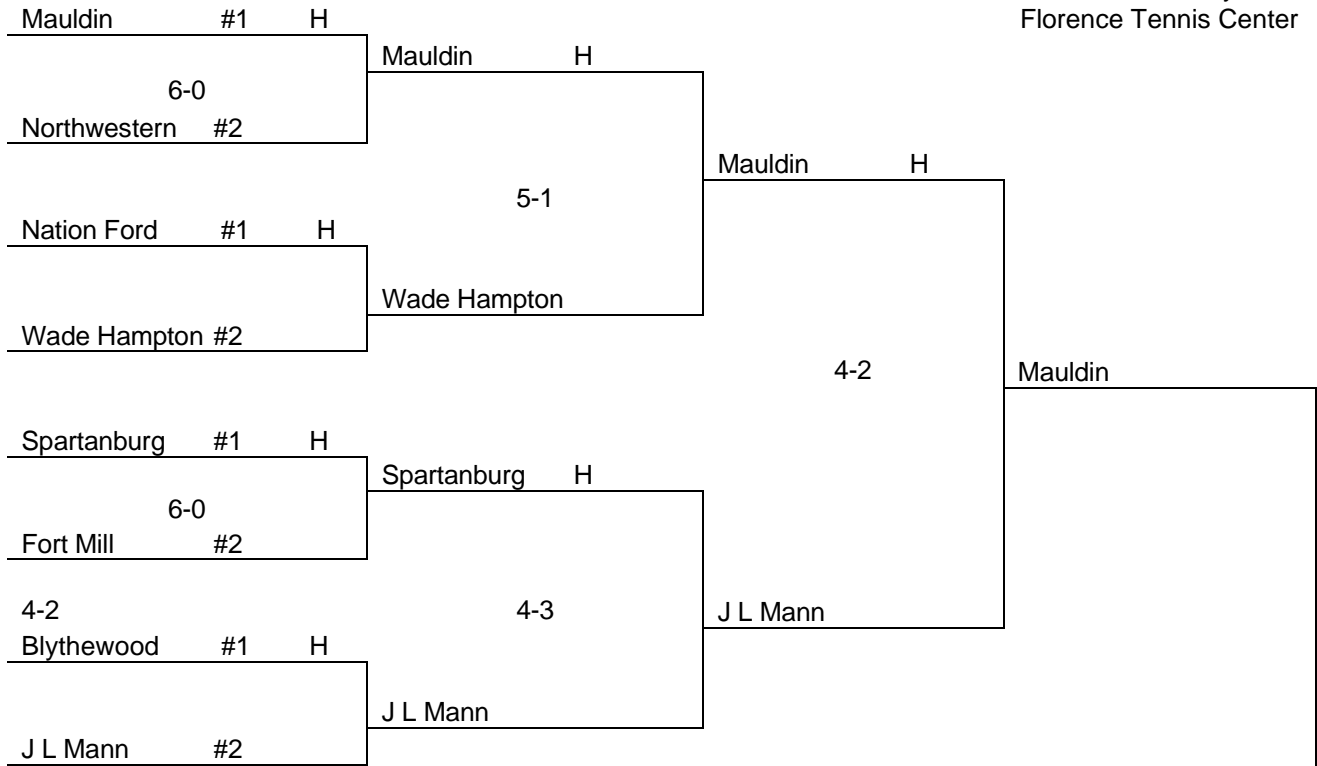 Mauldin #1 H
Florence Tennis Center
Mauldin H
6-0
Northwestern #2
Mauldin H
5-1
Nation Ford #1 H
Wade Hampton
Wade Hampton #2
4-2
Mauldin
Spartanburg #1 H
Spartanburg H
6-0
Fort Mill #2
4-2
4-3
J L Mann
Blythewood #1 H
J L Mann
J L Mann #2